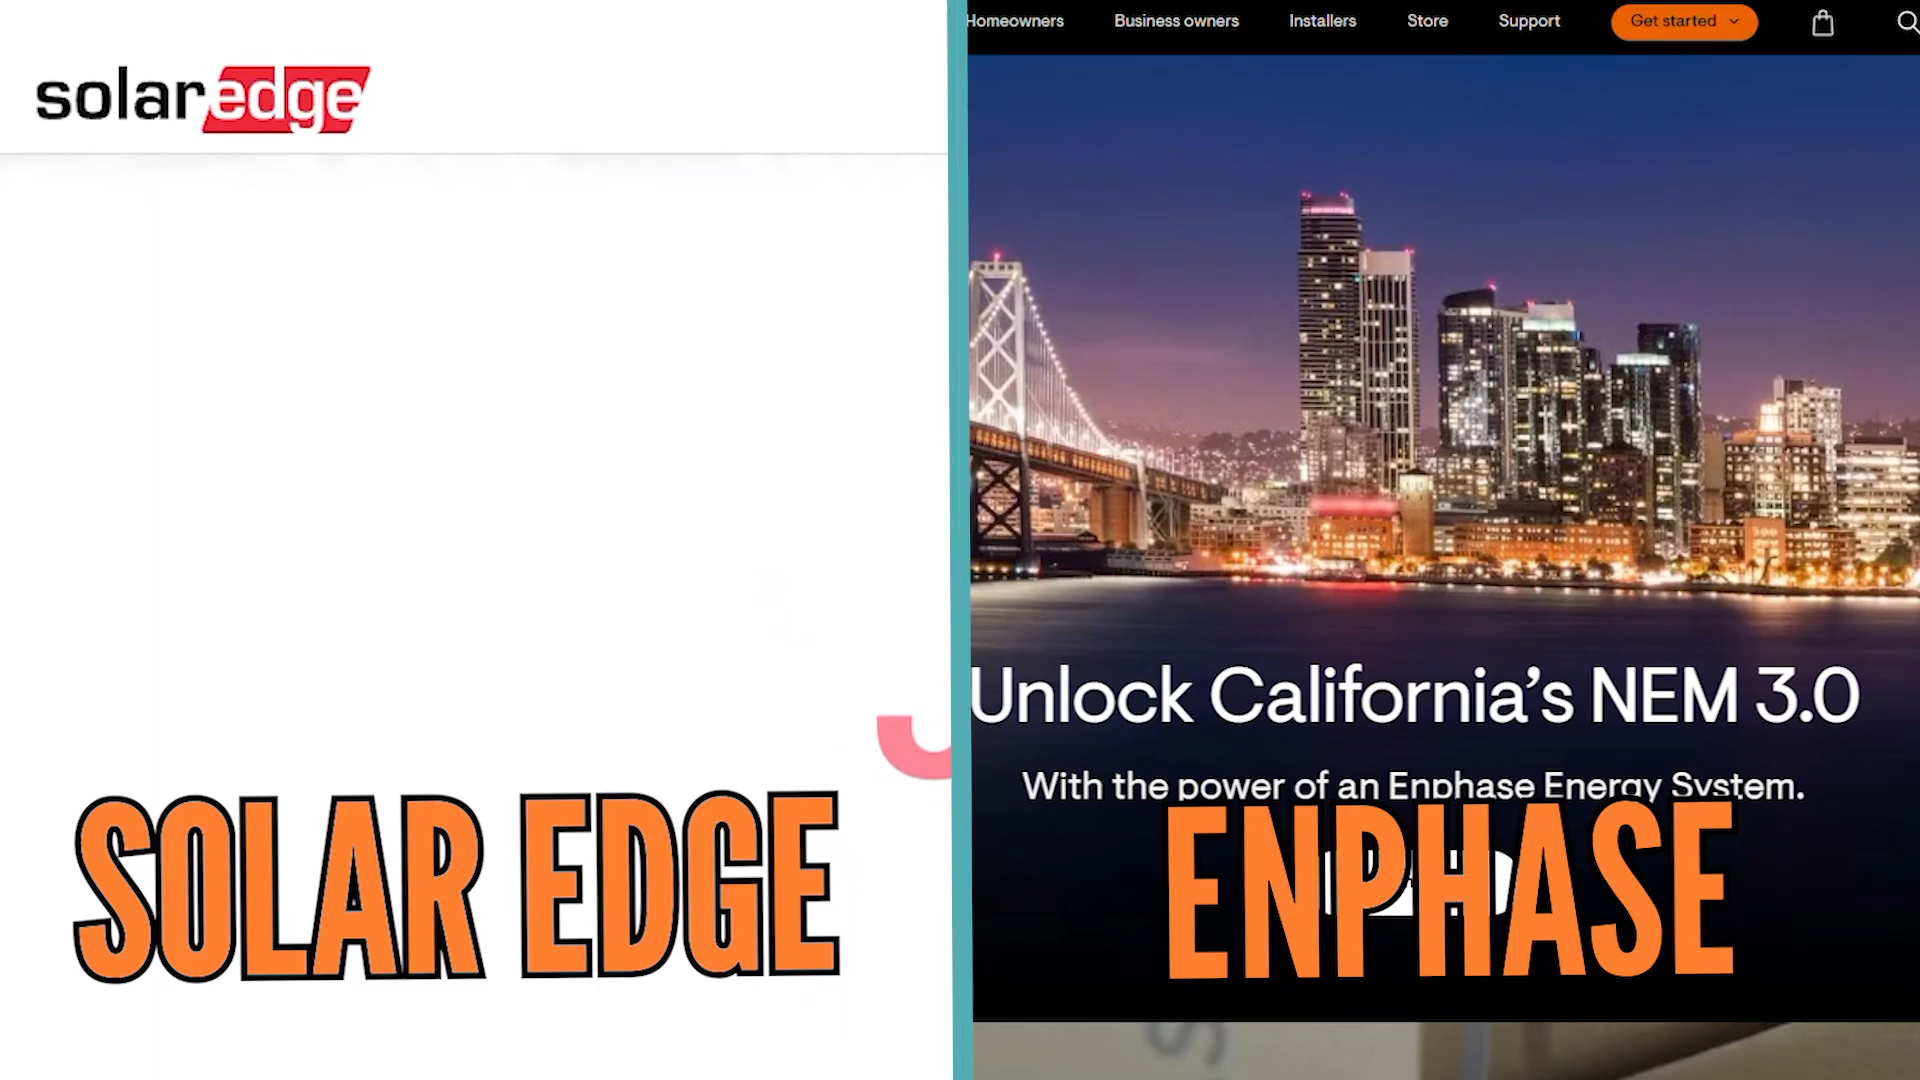 solaredge
SOLAR EDGE
Homeowners
Business owners
Installers
Store
Support
Get started
Unlock California’s NEM 3.0
With the power of an Enphase Energy System.
ENPHASE